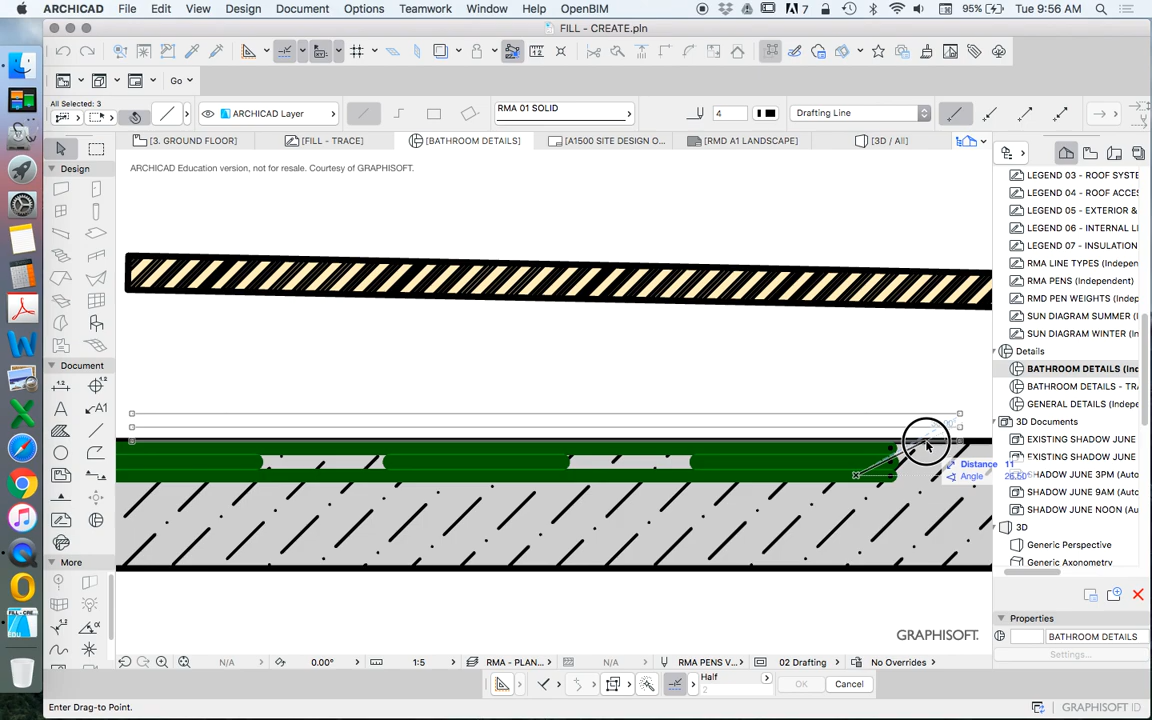 ARCHICAD File Edit View Design Document Options Teamwork Window Help OpenBIM 7 95% Tue 9:56 AM
FILL - CREATE.pln
Go
All Selected: 3
ARCHICAD Layer
RMA 01 SOLID
4
Drafting Line
[3. GROUND FLOOR]
[FILL - TRACE]
[BATHROOM DETAILS]
[A1500 SITE DESIGN O...
[RMD A1 LANDSCAPE]
[3D / All]
ARCHICAD Education version, not for resale. Courtesy of GRAPHISOFT.
Design
Document
More
LEGEND 03 - ROOF SYSTE
LEGEND 04 - ROOF ACCES
LEGEND 05 - EXTERIOR &
LEGEND 06 - INTERNAL LI
LEGEND 07 - INSULATION
RMA LINE TYPES (Indepen
RMA PENS (Independent)
RMD PEN WEIGHTS (Indep
SUN DIAGRAM SUMMER (I
SUN DIAGRAM WINTER (In
Details
BATHROOM DETAILS (Ind
BATHROOM DETAILS - TRA
GENERAL DETAILS (Indepe
3D Documents
EXISTING SHADOW JUNE
EXISTING SHADOW JUNE
SHADOW JUNE 3PM (Auto
SHADOW JUNE 9AM (Auto
SHADOW JUNE NOON (Au
3D
Generic Perspective
Generic Axonometry
Distance 11
Angle 26.50°
Properties
BATHROOM DETAILS
Settings...
GRAPHISOFT.
N/A 0.00° 1:5 RMA - PLAN... N/A RMA PENS V... 02 Drafting No Overrides
Half
2
OK
Cancel
Enter Drag-to Point.
GRAPHISOFT ID